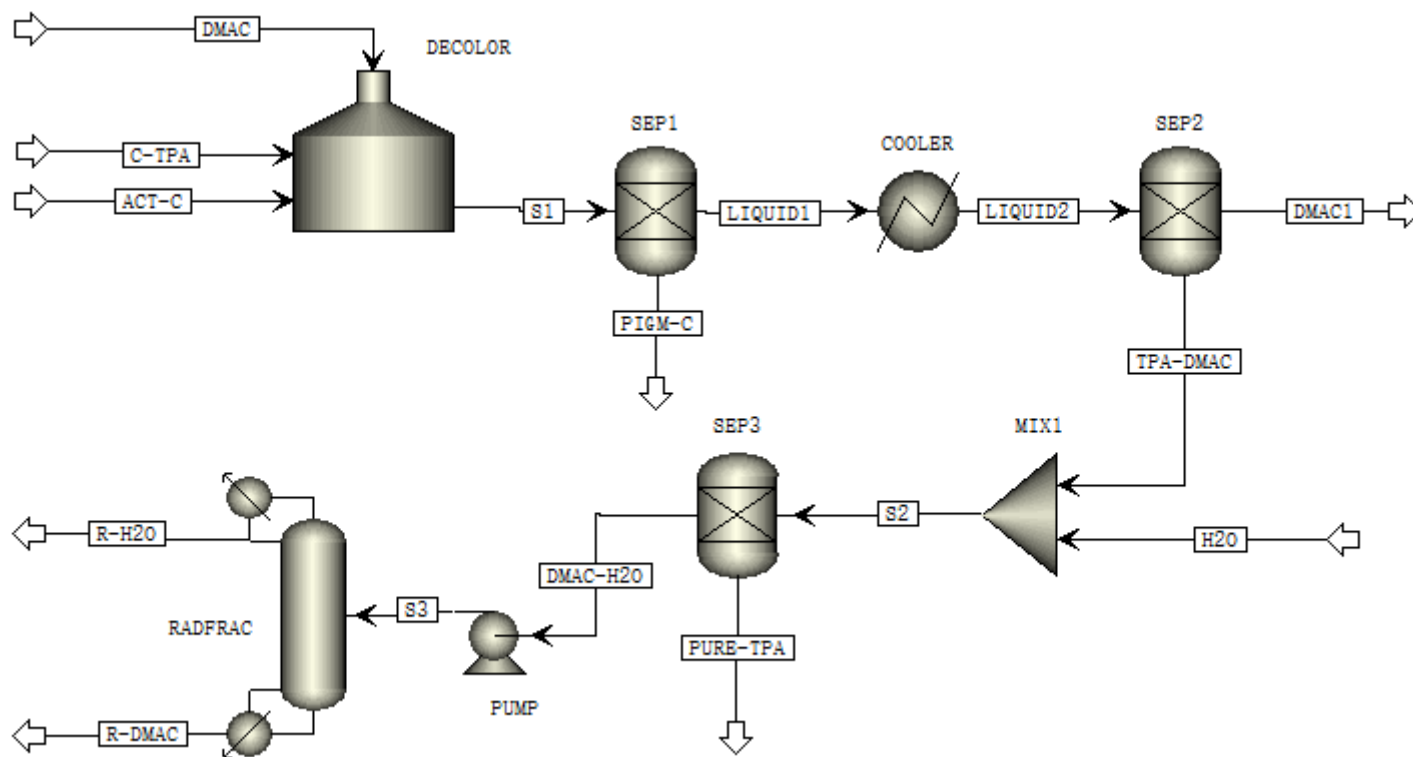 DMAC
DECOLOR
C-TPA
ACT-C
S1
SEP1
LIQUID1
PIGM-C
COOLER
LIQUID2
SEP2
DMAC1
TPA-DMAC
MIX1
H2O
S2
SEP3
DMAC-H2O
PURE-TPA
PUMP
S3
RADFRAC
R-H2O
R-DMAC